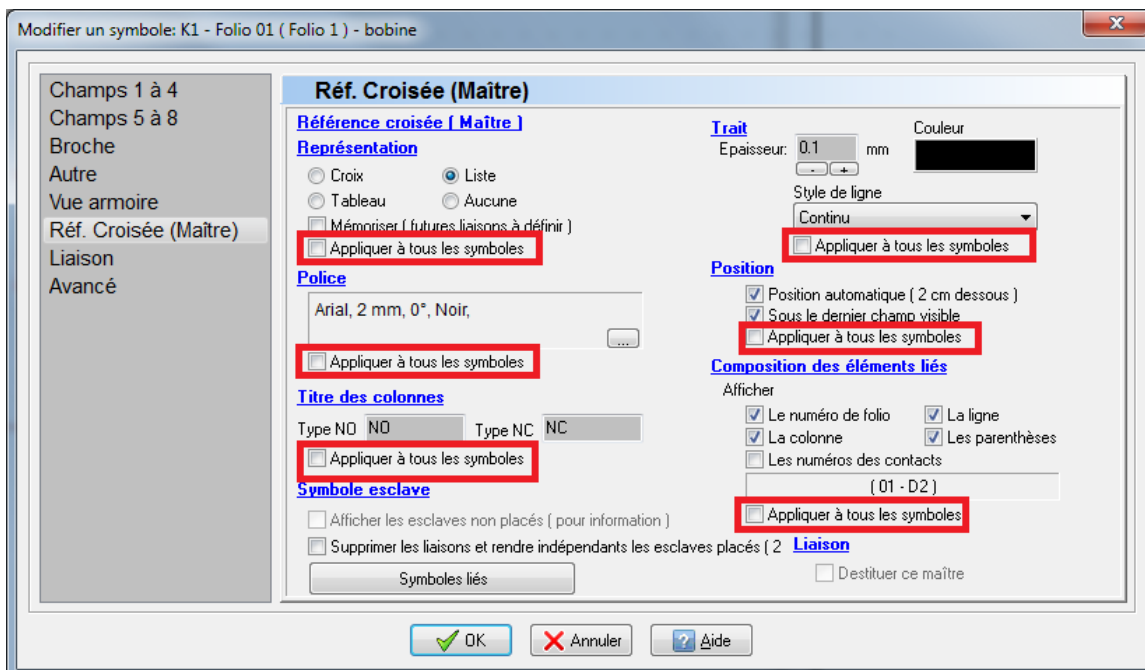 Modifier un symbole: K1 - Folio 01 ( Folio 1 ) - bobine
Champs 1 à 4
Champs 5 à 8
Broche
Autre
Vue armoire
Réf. Croisée (Maître)
Liaison
Avancé
Réf. Croisée (Maître)
Référence croisée ( Maître )
Représentation
Croix
Liste
Tableau
Aucune
Mémoriser ( futures liaisons à définir )
Appliquer à tous les symboles
Police
Arial, 2 mm, 0°, Noir,
...
Appliquer à tous les symboles
Titre des colonnes
Type NO NO Type NC NC
Appliquer à tous les symboles
Symbole esclave
Afficher les esclaves non placés ( pour information )
Supprimer les liaisons et rendre indépendants les esclaves placés ( 2
Symboles liés
Trait
Couleur
Epaisseur: 0.1 mm
- +
Style de ligne
Continu
Appliquer à tous les symboles
Position
Position automatique ( 2 cm dessous )
Sous le dernier champ visible
Appliquer à tous les symboles
Composition des éléments liés
Afficher
Le numéro de folio
La ligne
La colonne
Les parenthèses
Les numéros des contacts
( 01 - D2 )
Appliquer à tous les symboles
Liaison
Destituer ce maître
OK
Annuler
Aide